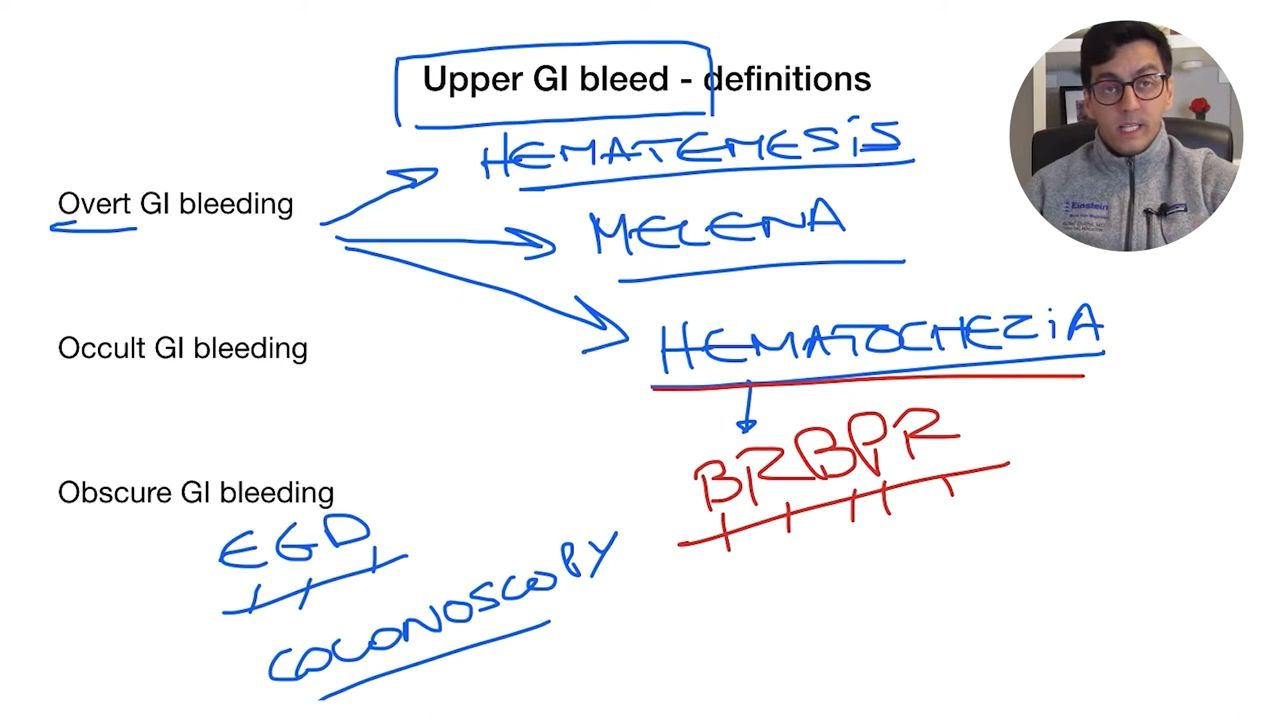 Upper GI bleed - definitions
HEMATEMESIS
Overt GI bleeding
MELENA
HEMATOCHEZIA
Occult GI bleeding
BRBPR
Obscure GI bleeding
EGD
COLONOSCOPY
Einstein